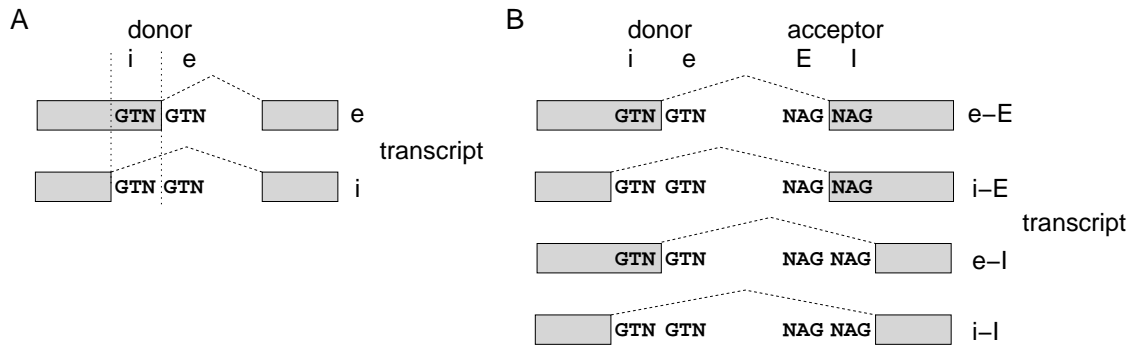 A
donor
i e
GTN GTN e
transcript
GTN GTN i
B
donor acceptor
i e E I
GTN GTN NAG NAG e–E
GTN GTN NAG NAG i–E
transcript
GTN GTN NAG NAG e–I
GTN GTN NAG NAG i–I